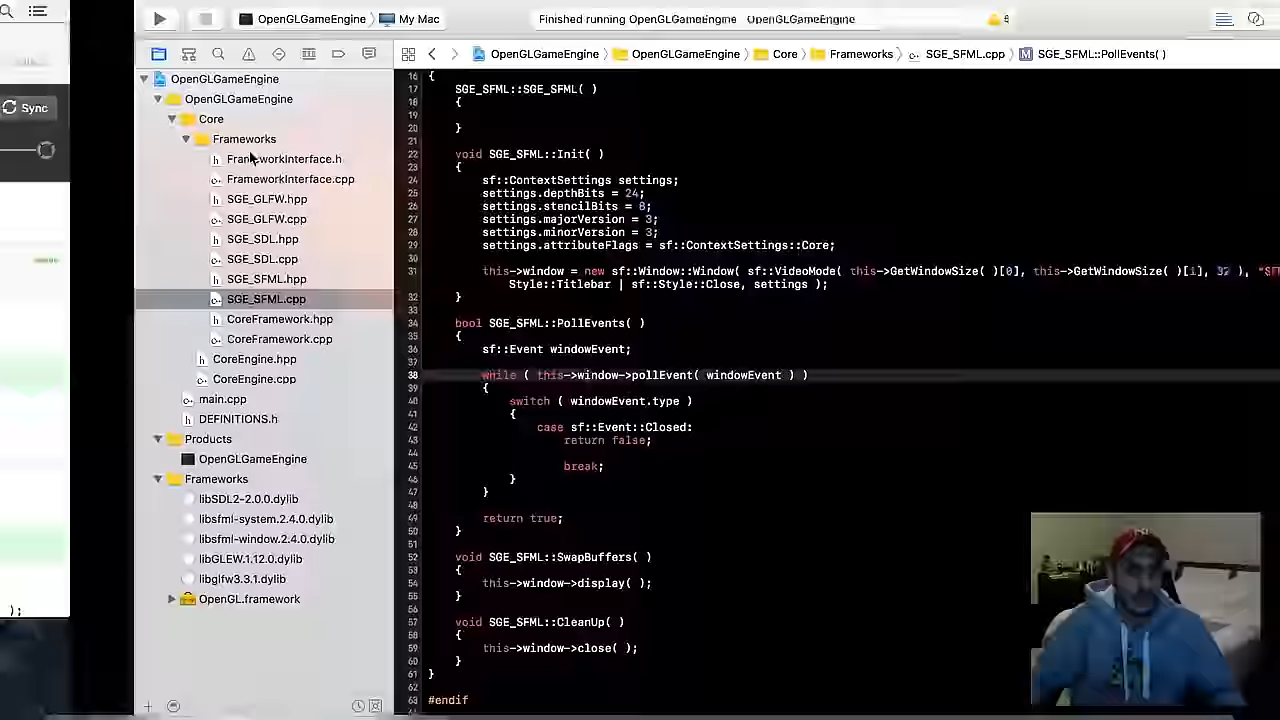 OpenGLGameEngine
My Mac
Finished running OpenGLGameEngine
OpenGLGameEngine
Sync
);
OpenGLGameEngine
OpenGLGameEngine
Core
Frameworks
SGE_SFML.cpp
SGE_SFML::PollEvents( )
OpenGLGameEngine
OpenGLGameEngine
Core
Frameworks
FrameworkInterface.h
FrameworkInterface.cpp
SGE_GLFW.hpp
SGE_GLFW.cpp
SGE_SDL.hpp
SGE_SDL.cpp
SGE_SFML.hpp
SGE_SFML.cpp
CoreFramework.hpp
CoreFramework.cpp
CoreEngine.hpp
CoreEngine.cpp
main.cpp
DEFINITIONS.h
Products
OpenGLGameEngine
Frameworks
libSDL2-2.0.0.dylib
libsfml-system.2.4.0.dylib
libsfml-window.2.4.0.dylib
libGLEW.1.12.0.dylib
libglfw3.3.1.dylib
OpenGL.framework
16 {
17 SGE_SFML::SGE_SFML( )
18 {
19
20 }
21
22 void SGE_SFML::Init( )
23 {
24 sf::ContextSettings settings;
25 settings.depthBits = 24;
26 settings.stencilBits = 8;
27 settings.majorVersion = 3;
28 settings.minorVersion = 3;
29 settings.attributeFlags = sf::ContextSettings::Core;
30
31 this->window = new sf::Window::Window( sf::VideoMode( this->GetWindowSize( )[0], this->GetWindowSize( )[1], 32 ),
Style::Titlebar | sf::Style::Close, settings );
32 }
33
34 bool SGE_SFML::PollEvents( )
35 {
36 sf::Event windowEvent;
37
38 while ( this->window->pollEvent( windowEvent ) )
39 {
40 switch ( windowEvent.type )
41 {
42 case sf::Event::Closed:
43 return false;
44
45 break;
46 }
47 }
48
49 return true;
50 }
51
52 void SGE_SFML::SwapBuffers( )
53 {
54 this->window->display( );
55 }
56
57 void SGE_SFML::CleanUp( )
58 {
59 this->window->close( );
60 }
61 }
62
63 #endif